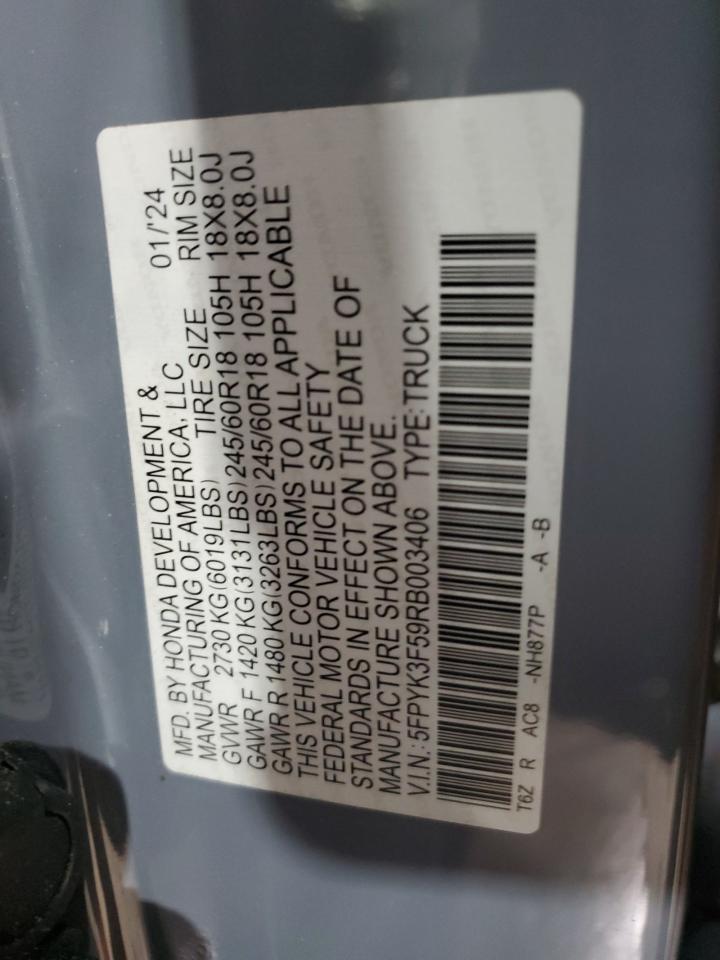 MFD. BY HONDA DEVELOPMENT &
MANUFACTURING OF AMERICA, LLC 01/'24
GVWR 2730 KG(6019LBS) TIRE SIZE RIM SIZE
GAWR F 1420 KG(3131LBS) 245/60R18 105H 18X8.0J
GAWR R 1480 KG(3263LBS) 245/60R18 105H 18X8.0J
THIS VEHICLE CONFORMS TO ALL APPLICABLE
FEDERAL MOTOR VEHICLE SAFETY
STANDARDS IN EFFECT ON THE DATE OF
MANUFACTURE SHOWN ABOVE.
V.I.N.: 5FPYK3F59RB003406 TYPE:TRUCK
T6Z R AC8 -NH877P -A -B